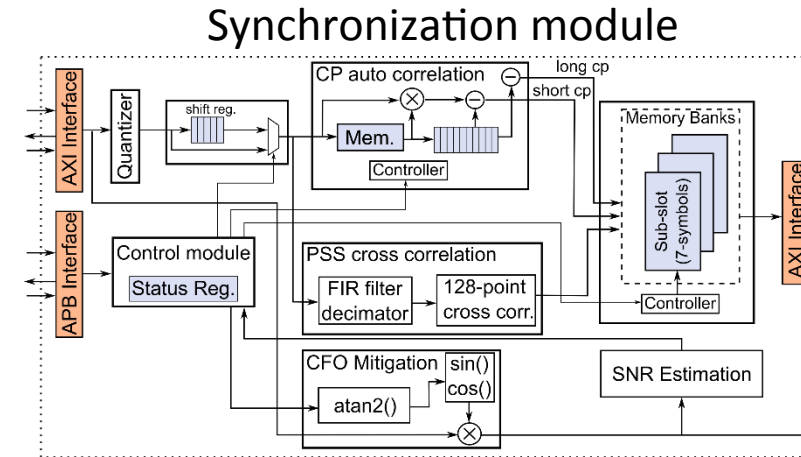 Synchronization module
AXI Interface
Quantizer
shift reg.
CP auto correlation
Mem.
Controller
long cp
short cp
Memory Banks
Sub-slot
(7-symbols)
Controller
AXI Interface
APB Interface
Control module
Status Reg.
PSS cross correlation
FIR filter
decimator
128-point
cross corr.
CFO Mitigation
atan2()
sin()
cos()
SNR Estimation